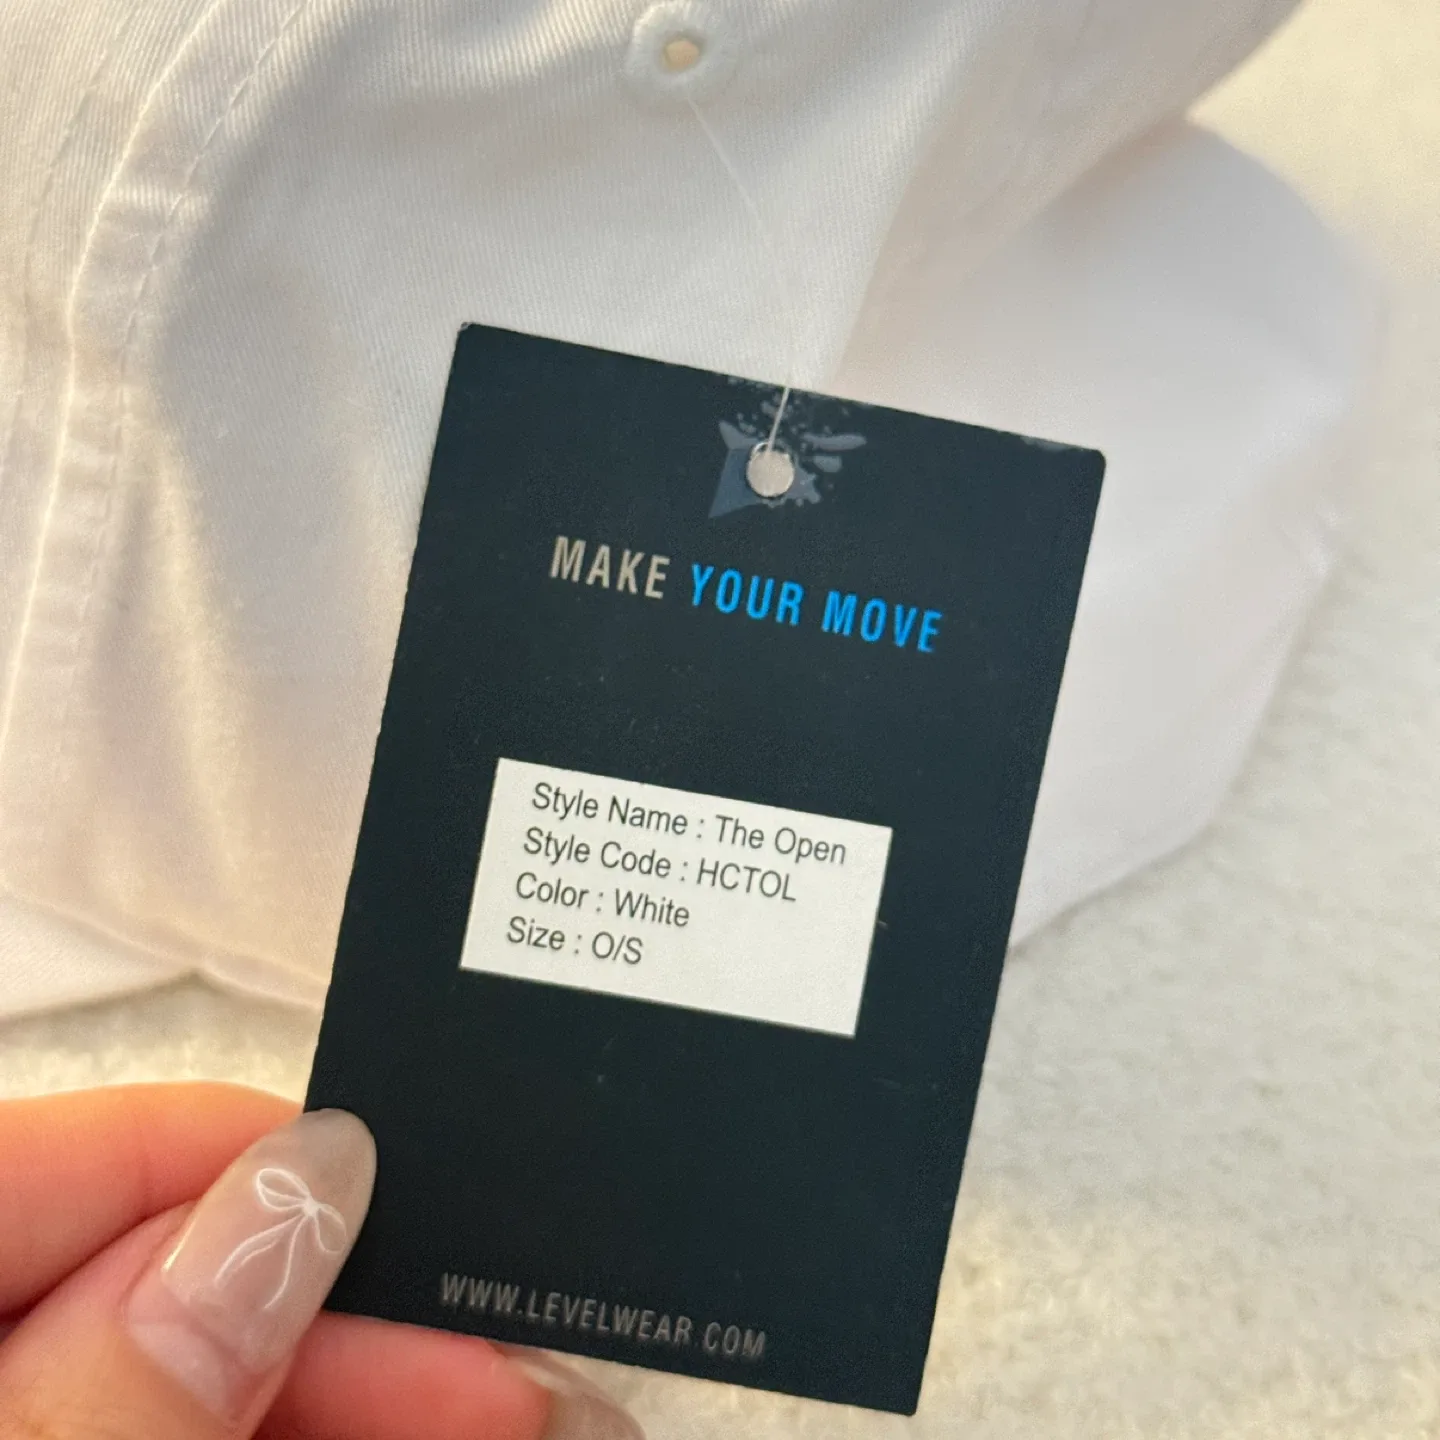 MAKE YOUR MOVE
Style Name : The Open
Style Code : HCTOL
Color : White
Size : O/S
WWW.LEVELWEAR.COM